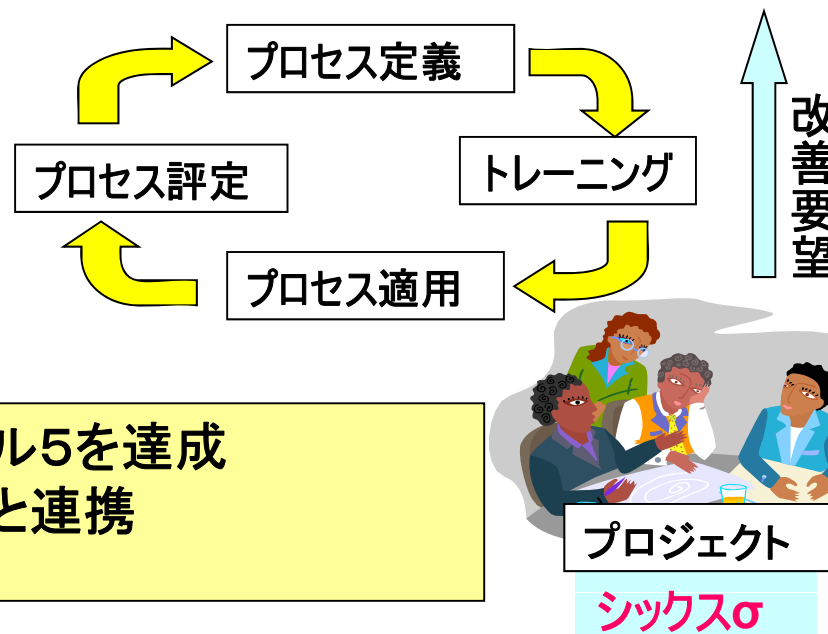 プロセス定義
トレーニング
プロセス評定
プロセス適用
改善要望
ル5を達成
と連携
プロジェクト
シックスσ